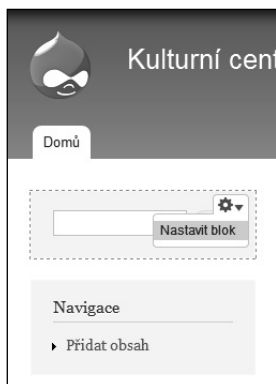 Kulturní cent
Domů
Nastavit blok
Navigace
Přidat obsah